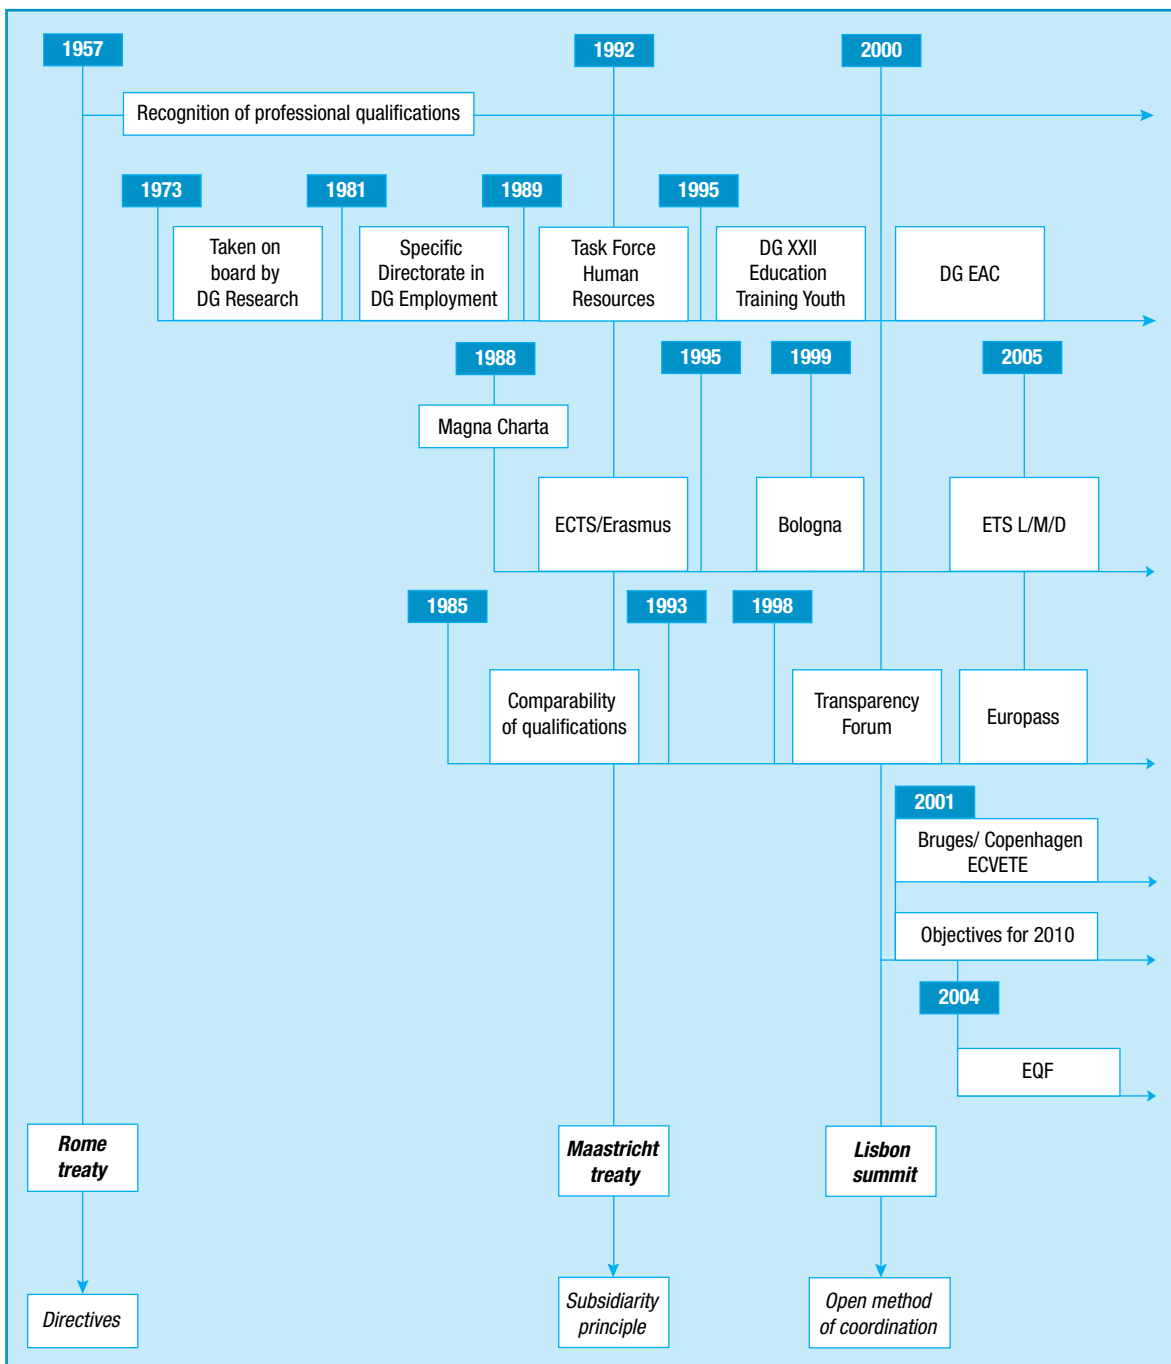 1957
1992
2000
Recognition of professional qualifications
1973
1981
1989
1995
Taken on
board by
DG Research
Specific
Directorate in
DG Employment
Task Force
Human
Resources
DG XXII
Education
Training Youth
DG EAC
1988
1995
1999
2005
Magna Charta
ECTS/Erasmus
Bologna
ETS L/M/D
1985
1993
1998
Comparability
of qualifications
Transparency
Forum
Europass
2001
Bruges/ Copenhagen
ECVETE
Objectives for 2010
2004
EQF
Rome
treaty
Maastricht
treaty
Lisbon
summit
Directives
Subsidiarity
principle
Open method
of coordination